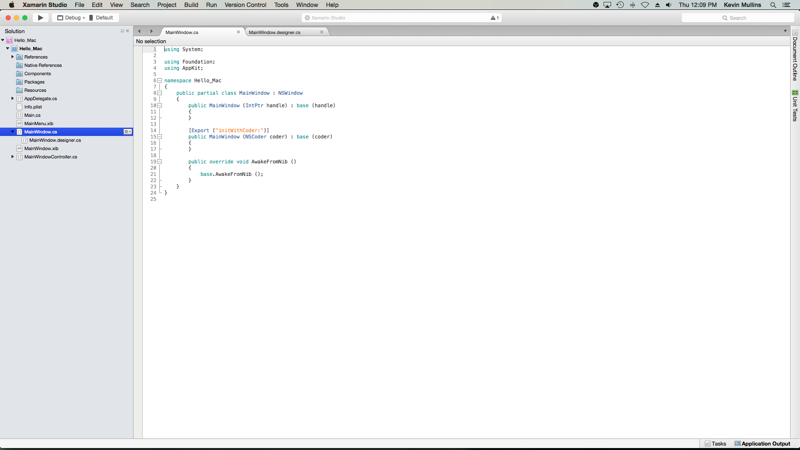 Xamarin Studio File Edit View Search Project Build Run Version Control Tools Window Help Thu 12:09 PM Kevin Mullins
Debug Default Xamarin Studio 1 Search
Solution
Hello_Mac
Hello_Mac
References
Native References
Components
Packages
Resources
AppDelegate.cs
Info.plist
Main.cs
MainMenu.xib
MainWindow.cs
MainWindow.designer.cs
MainWindow.xib
MainWindowController.cs
MainWindow.cs MainWindow.designer.cs
No selection
1 using System;
2
3 using Foundation;
4 using AppKit;
5
6 namespace Hello_Mac
7 {
8 public partial class MainWindow : NSWindow
9 {
10 public MainWindow (IntPtr handle) : base (handle)
11 {
12 }
13
14 [Export ("initWithCoder:")]
15 public MainWindow (NSCoder coder) : base (coder)
16 {
17 }
18
19 public override void AwakeFromNib ()
20 {
21 base.AwakeFromNib ();
22 }
23 }
24 }
25
Document Outline
Unit Tests
Tasks Application Output